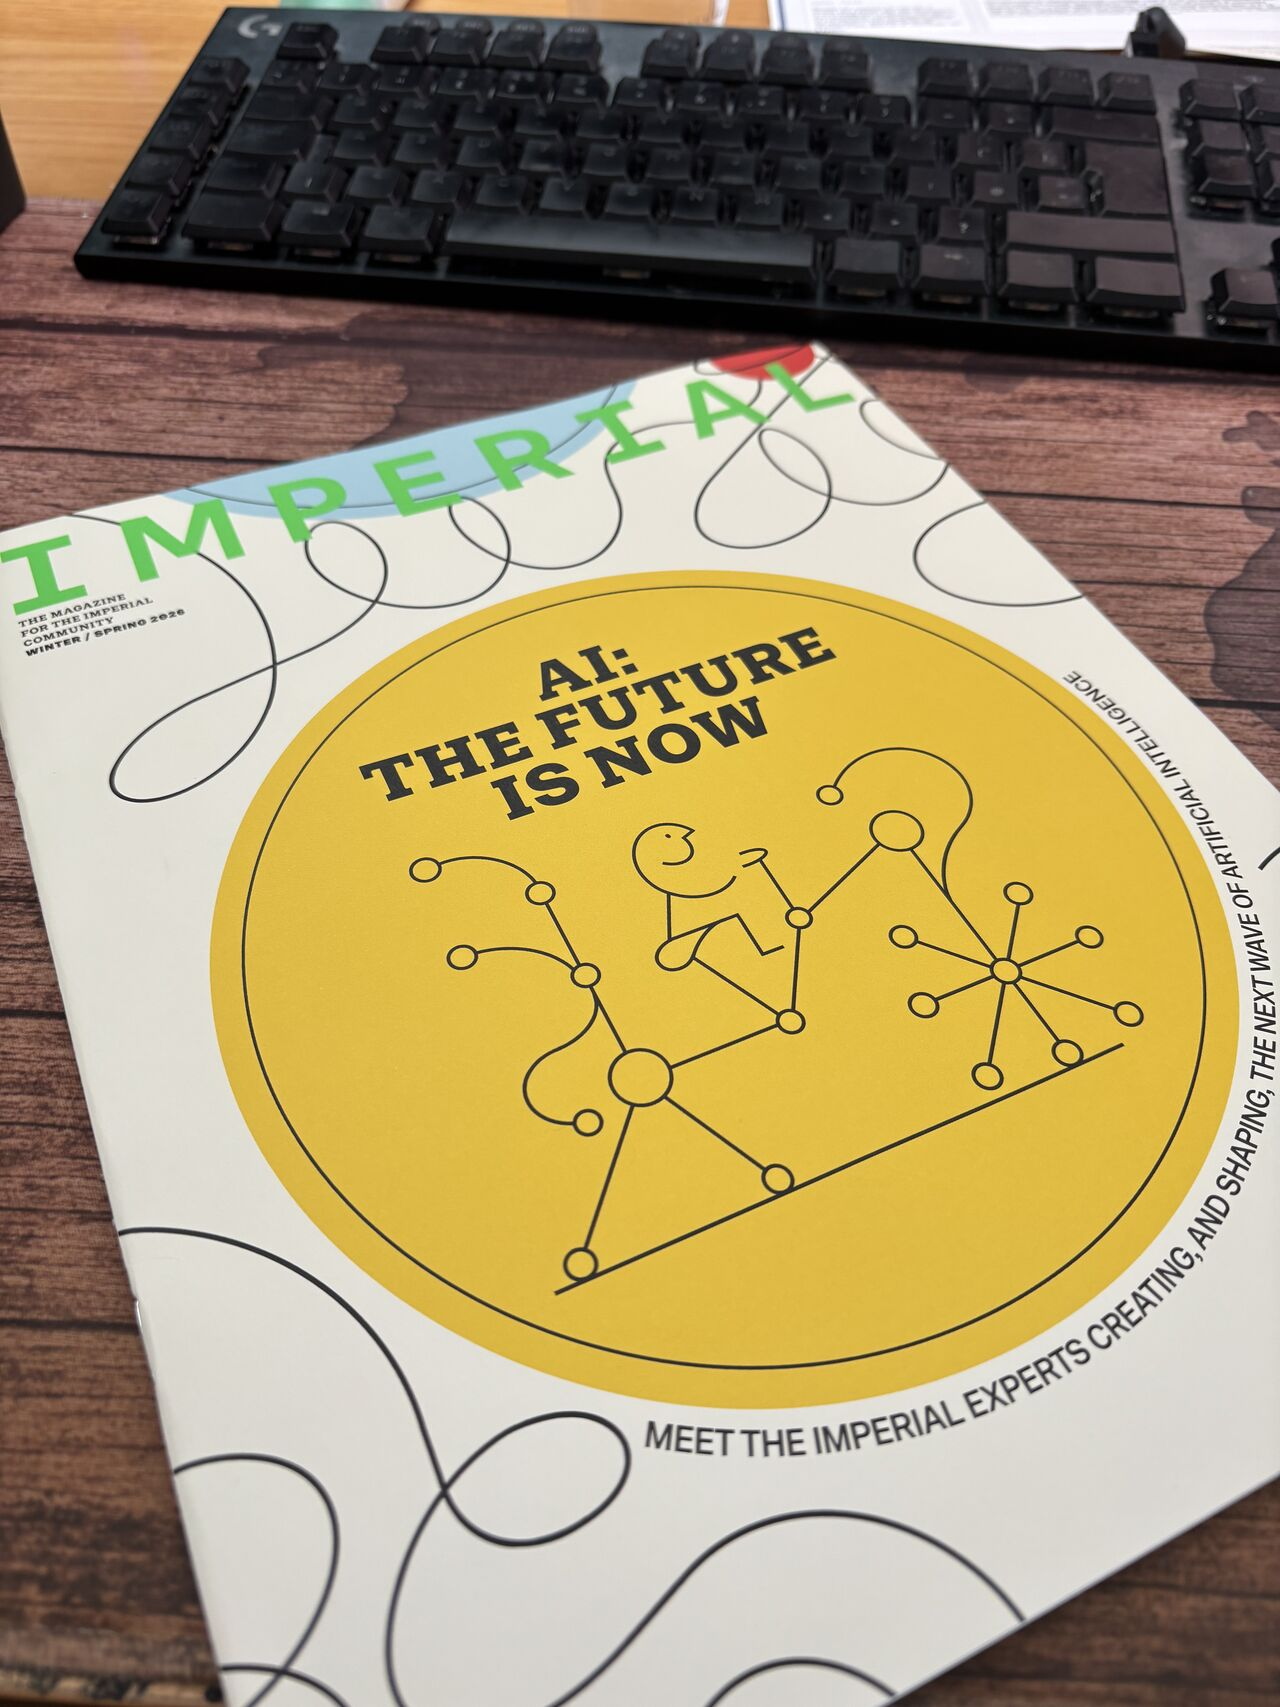 IMPERIAL
THE MAGAZINE
FOR THE IMPERIAL
COMMUNITY
WINTER / SPRING 2026
AI:
THE FUTURE
IS NOW
MEET THE IMPERIAL EXPERTS CREATING, AND SHAPING, THE NEXT WAVE OF ARTIFICIAL INTELLIGENCE
G